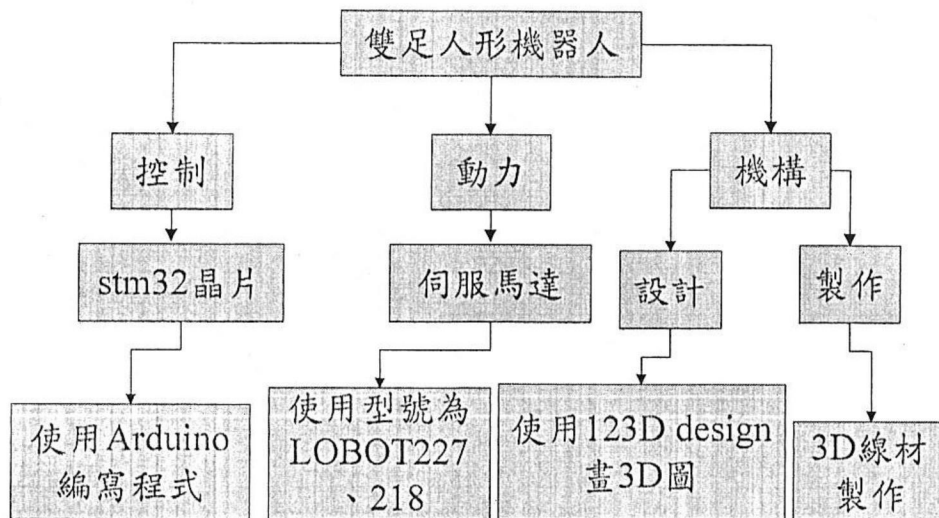 雙足人形機器人
控制
動力
機構
stm32晶片
伺服馬達
設計
製作
使用Arduino
編寫程式
使用型號為
LOBOT227
、218
使用123D design
畫3D圖
3D線材
製作